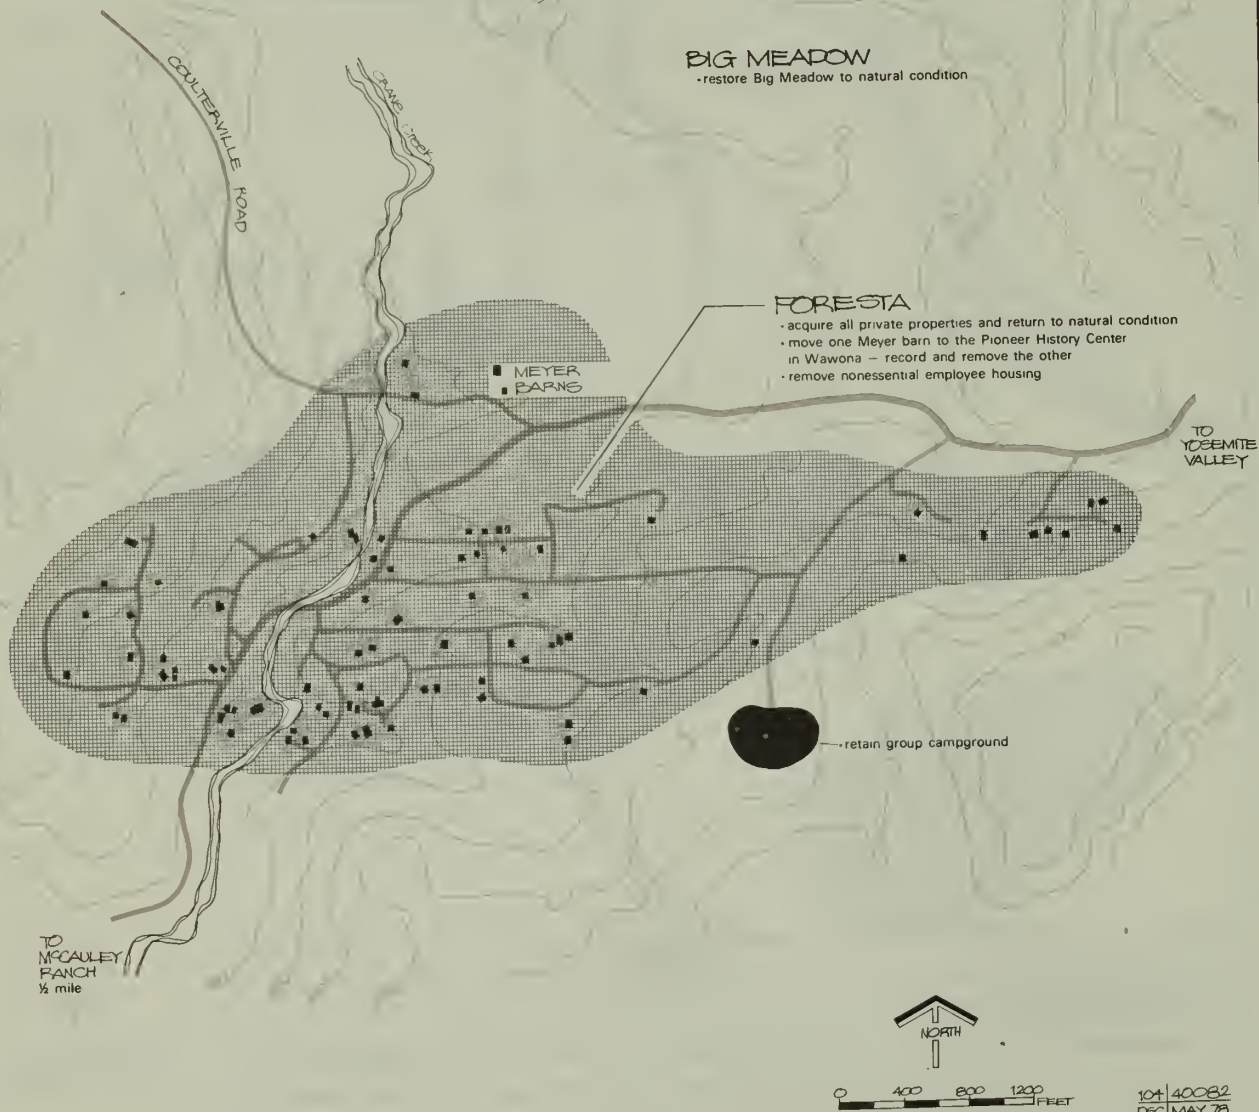 BIG MEADOW
• restore Big Meadow to natural condition
COULTERVILLE ROAD
CRANE CREEK
FORESTA
• acquire all private properties and return to natural condition
• move one Meyer barn to the Pioneer History Center
in Wawona – record and remove the other
• remove nonessential employee housing
MEYER
BARNS
TO
YOSEMITE
VALLEY
• retain group campground
TO
McCAULEY
RANCH
½ mile
NORTH
0 400 800 1200
FEET
104 40082
DSC MAY 78